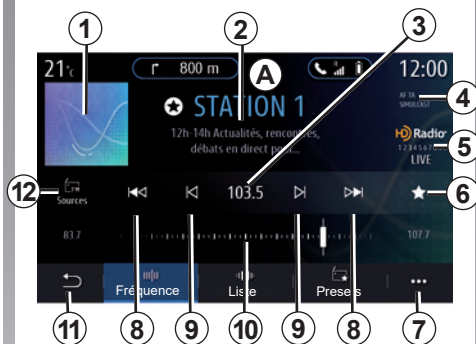 1
2
3
21°c
800 m
A
12:00
AF TA
SIMULCAST
4
STATION 1
12h-14h Actualités, rencontres,
débats en direct pour...
HD Radio
5
LIVE
12
FM
Sources
103.5
6
83.7
107.7
Fréquence
Liste
Presets
11
8
9
10
9
8
7